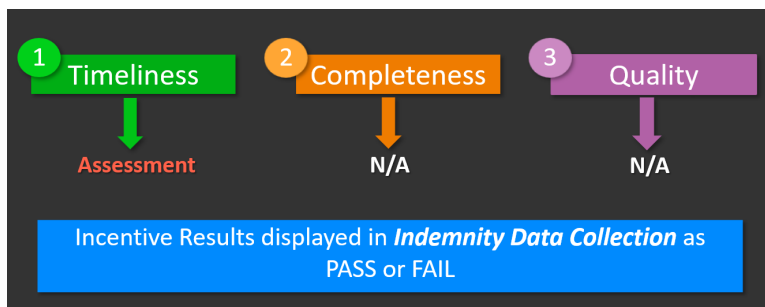 1 Timeliness
2 Completeness
3 Quality
Assessment
N/A
N/A
Incentive Results displayed in Indemnity Data Collection as
PASS or FAIL